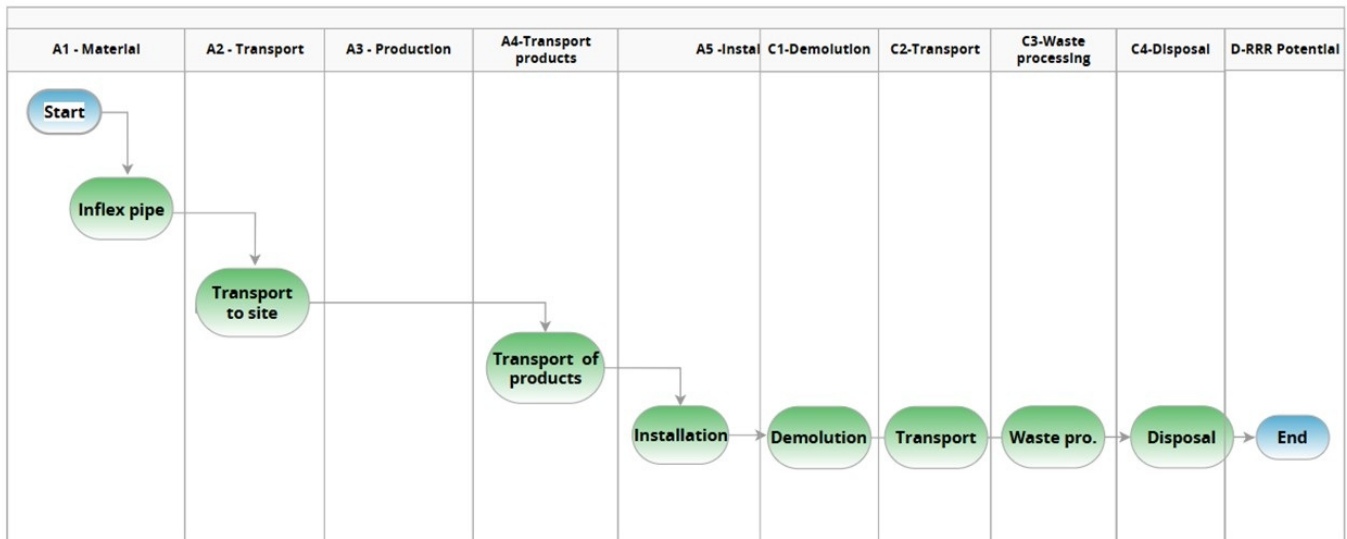 A1 - Material
A2 - Transport
A3 - Production
A4-Transport
products
A5 -Instal
C1-Demolution
C2-Transport
C3-Waste
processing
C4-Disposal
D-RRR Potential
Start
Inflex pipe
Transport
to site
Transport of
products
Installation
Demolution
Transport
Waste pro.
Disposal
End